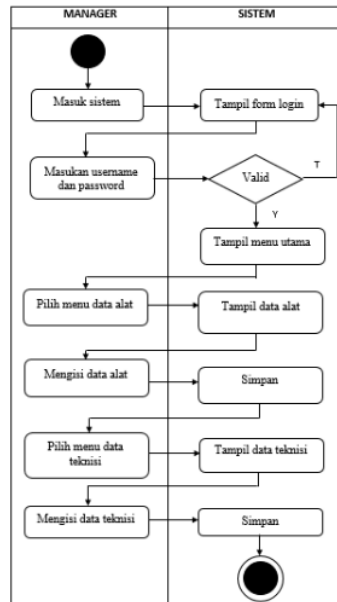 MANAGER
SISTEM
Masuk sistem
Tampil form login
Masukan username
dan password
Valid
T
Y
Tampil menu utama
Pilih menu data alat
Tampil data alat
Mengisi data alat
Simpan
Pilih menu data
teknisi
Tampil data teknisi
Mengisi data teknisi
Simpan